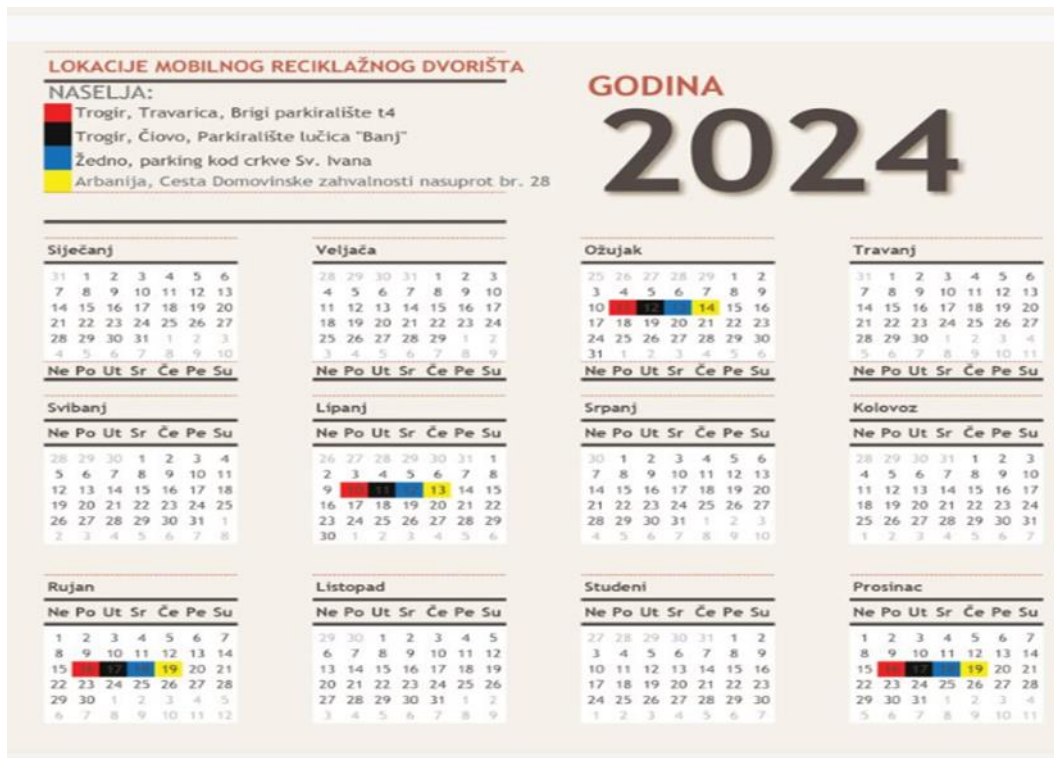 LOKACIJE MOBILNOG RECIKLAŽNOG DVORIŠTA
NASELJA:
Trogir, Travarica, Brigi parkiralište t4
Trogir, Čiovo, Parkiralište lučica "Banj"
Žedno, parking kod crkve Sv. Ivana
Arbanija, Cesta Domovinske zahvalnosti nasuprot br. 28
GODINA
2024
Siječanj
31 1 2 3 4 5 6
7 8 9 10 11 12 13
14 15 16 17 18 19 20
21 22 23 24 25 26 27
28 29 30 31 1 2 3
4 5 6 7 8 9 10
Ne Po Ut Sr Če Pe Su
Veljača
28 29 30 31 1 2 3
4 5 6 7 8 9 10
11 12 13 14 15 16 17
18 19 20 21 22 23 24
25 26 27 28 29 1 2
3 4 5 6 7 8 9
Ne Po Ut Sr Če Pe Su
Ožujak
25 26 27 28 29 1 2
3 4 5 6 7 8 9
10 11 12 13 14 15 16
17 18 19 20 21 22 23
24 25 26 27 28 29 30
31 1 2 3 4 5 6
Ne Po Ut Sr Če Pe Su
Travanj
31 1 2 3 4 5 6
7 8 9 10 11 12 13
14 15 16 17 18 19 20
21 22 23 24 25 26 27
28 29 30 1 2 3 4
5 6 7 8 9 10 11
Ne Po Ut Sr Če Pe Su
Svibanj
Ne Po Ut Sr Če Pe Su
28 29 30 1 2 3 4
5 6 7 8 9 10 11
12 13 14 15 16 17 18
19 20 21 22 23 24 25
26 27 28 29 30 31 1
2 3 4 5 6 7 8
Lipanj
Ne Po Ut Sr Če Pe Su
26 27 28 29 30 31 1
2 3 4 5 6 7 8
9 10 11 12 13 14 15
16 17 18 19 20 21 22
23 24 25 26 27 28 29
30 1 2 3 4 5 6
Srpanj
Ne Po Ut Sr Če Pe Su
30 1 2 3 4 5 6
7 8 9 10 11 12 13
14 15 16 17 18 19 20
21 22 23 24 25 26 27
28 29 30 31 1 2 3
4 5 6 7 8 9 10
Kolovoz
Ne Po Ut Sr Če Pe Su
28 29 30 31 1 2 3
4 5 6 7 8 9 10
11 12 13 14 15 16 17
18 19 20 21 22 23 24
25 26 27 28 29 30 31
1 2 3 4 5 6 7
Rujan
Ne Po Ut Sr Če Pe Su
1 2 3 4 5 6 7
8 9 10 11 12 13 14
15 16 17 18 19 20 21
22 23 24 25 26 27 28
29 30 1 2 3 4 5
6 7 8 9 10 11 12
Listopad
Ne Po Ut Sr Če Pe Su
29 30 1 2 3 4 5
6 7 8 9 10 11 12
13 14 15 16 17 18 19
20 21 22 23 24 25 26
27 28 29 30 31 1 2
3 4 5 6 7 8 9
Studeni
Ne Po Ut Sr Če Pe Su
27 28 29 30 31 1 2
3 4 5 6 7 8 9
10 11 12 13 14 15 16
17 18 19 20 21 22 23
24 25 26 27 28 29 30
1 2 3 4 5 6 7
Prosinac
Ne Po Ut Sr Če Pe Su
1 2 3 4 5 6 7
8 9 10 11 12 13 14
15 16 17 18 19 20 21
22 23 24 25 26 27 28
29 30 31 1 2 3 4
5 6 7 8 9 10 11